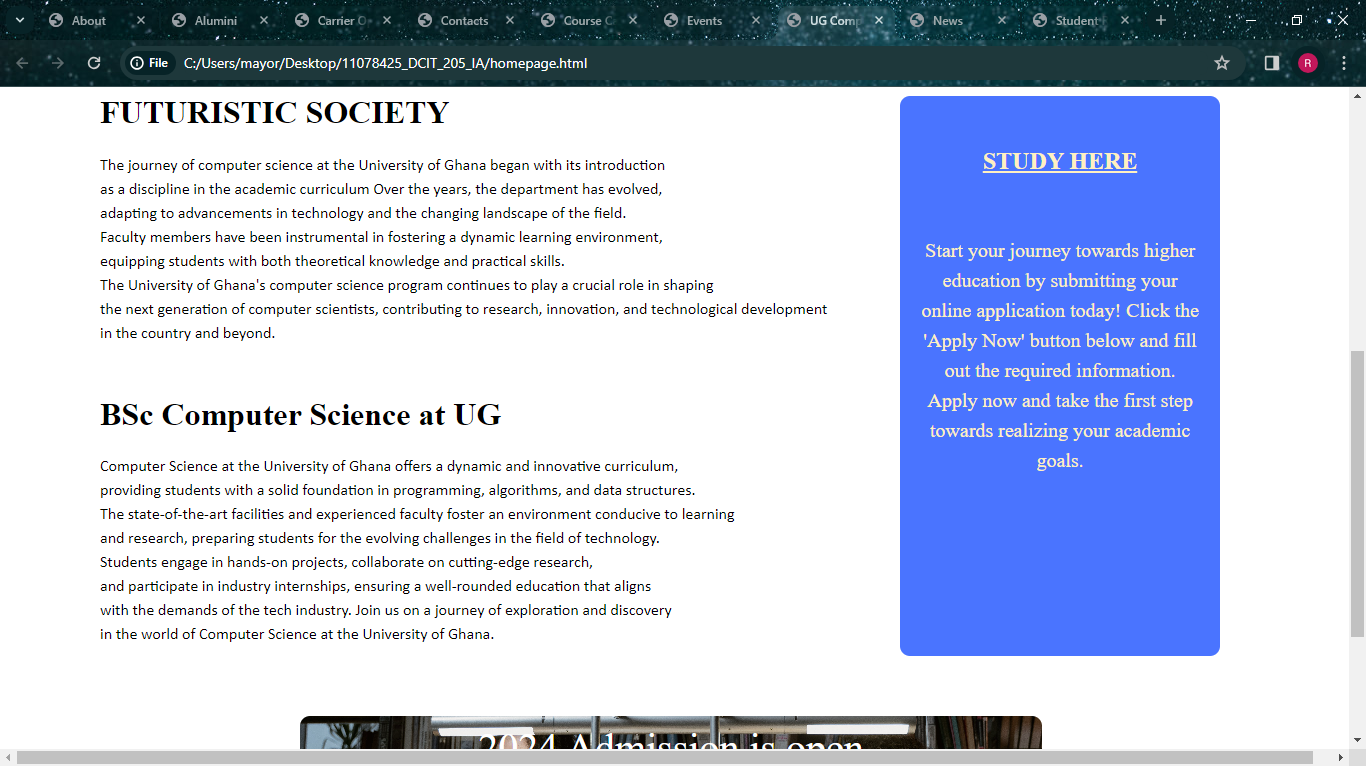 About
Alumini
Carrier O
Contacts
Course C
Events
UG Com
News
Student
File
C:/Users/mayor/Desktop/11078425_DCIT_205_IA/homepage.html
R
FUTURISTIC SOCIETY
The journey of computer science at the University of Ghana began with its introduction
as a discipline in the academic curriculum Over the years, the department has evolved,
adapting to advancements in technology and the changing landscape of the field.
Faculty members have been instrumental in fostering a dynamic learning environment,
equipping students with both theoretical knowledge and practical skills.
The University of Ghana's computer science program continues to play a crucial role in shaping
the next generation of computer scientists, contributing to research, innovation, and technological development
in the country and beyond.
BSc Computer Science at UG
Computer Science at the University of Ghana offers a dynamic and innovative curriculum,
providing students with a solid foundation in programming, algorithms, and data structures.
The state-of-the-art facilities and experienced faculty foster an environment conducive to learning
and research, preparing students for the evolving challenges in the field of technology.
Students engage in hands-on projects, collaborate on cutting-edge research,
and participate in industry internships, ensuring a well-rounded education that aligns
with the demands of the tech industry. Join us on a journey of exploration and discovery
in the world of Computer Science at the University of Ghana.
STUDY HERE
Start your journey towards higher
education by submitting your
online application today! Click the
'Apply Now' button below and fill
out the required information.
Apply now and take the first step
towards realizing your academic
goals.
2024 Admission is open